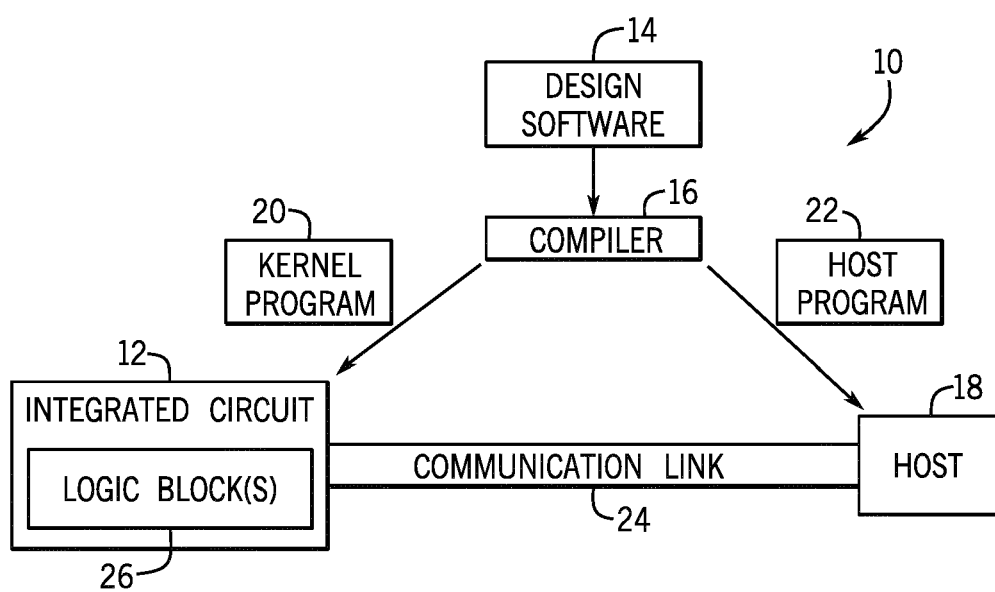 14
DESIGN
SOFTWARE
10
16
COMPILER
20
KERNEL
PROGRAM
22
HOST
PROGRAM
12
INTEGRATED CIRCUIT
LOGIC BLOCK(S)
26
COMMUNICATION LINK
24
18
HOST